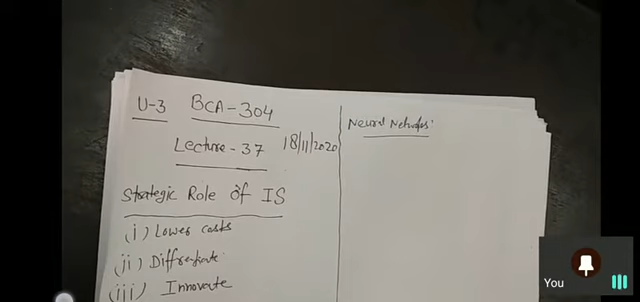 U-3 BCA-304
Lecture-37 18/11/2020
Strategic Role of IS
(i) Lower costs
(ii) Differentiate
(iii) Innovate
Neural Networks
You